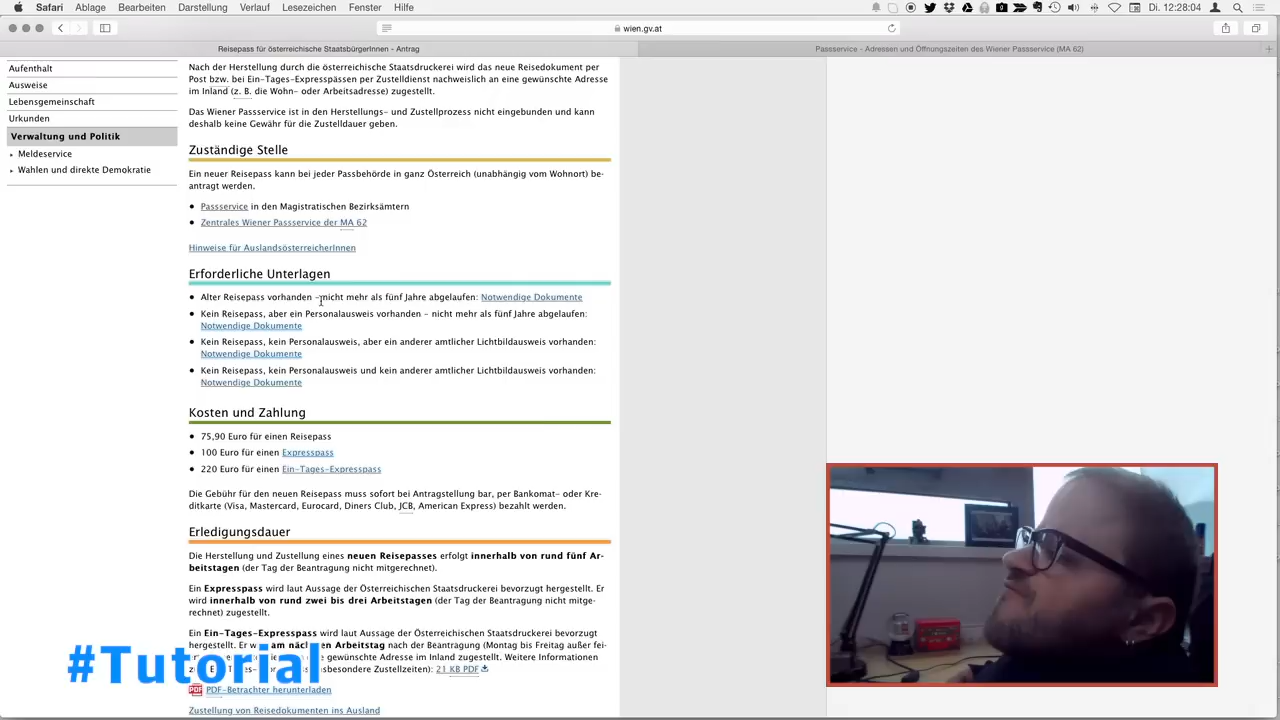 Safari Ablage Bearbeiten Darstellung Verlauf Lesezeichen Fenster Hilfe Di. 12:28:04
wien.gv.at
Reisepass für österreichische StaatsbürgerInnen - Antrag
Passservice - Adressen und Öffnungszeiten des Wiener Passservice (MA 62)
Aufenthalt
Ausweise
Lebensgemeinschaft
Urkunden
Verwaltung und Politik
Meldeservice
Wahlen und direkte Demokratie
Nach der Herstellung durch die österreichische Staatsdruckerei wird das neue Reisedokument per
Post bzw. bei Ein-Tages-Expresspässen per Zustelldienst nachweislich an eine gewünschte Adresse
im Inland (z. B. die Wohn- oder Arbeitsadresse) zugestellt.
Das Wiener Passservice ist in den Herstellungs- und Zustellprozess nicht eingebunden und kann
deshalb keine Gewähr für die Zustelldauer geben.
Zuständige Stelle
Ein neuer Reisepass kann bei jeder Passbehörde in ganz Österreich (unabhängig vom Wohnort) be-
antragt werden.
Passservice in den Magistratischen Bezirksämtern
Zentrales Wiener Passservice der MA 62
Hinweise für AuslandsösterreicherInnen
Erforderliche Unterlagen
Alter Reisepass vorhanden - nicht mehr als fünf Jahre abgelaufen: Notwendige Dokumente
Kein Reisepass, aber ein Personalausweis vorhanden - nicht mehr als fünf Jahre abgelaufen:
Notwendige Dokumente
Kein Reisepass, kein Personalausweis, aber ein anderer amtlicher Lichtbildausweis vorhanden:
Notwendige Dokumente
Kein Reisepass, kein Personalausweis und kein anderer amtlicher Lichtbildausweis vorhanden:
Notwendige Dokumente
Kosten und Zahlung
75,90 Euro für einen Reisepass
100 Euro für einen Expresspass
220 Euro für einen Ein-Tages-Expresspass
Die Gebühr für den neuen Reisepass muss sofort bei Antragstellung bar, per Bankomat- oder Kre-
ditkarte (Visa, Mastercard, Eurocard, Diners Club, JCB, American Express) bezahlt werden.
Erledigungsdauer
Die Herstellung und Zustellung eines neuen Reisepasses erfolgt innerhalb von rund fünf Ar-
beitstagen (der Tag der Beantragung nicht mitgerechnet).
Ein Expresspass wird laut Aussage der Österreichischen Staatsdruckerei bevorzugt hergestellt. Er
wird innerhalb von rund zwei bis drei Arbeitstagen (der Tag der Beantragung nicht mitge-
rechnet) zugestellt.
Ein Ein-Tages-Expresspass wird laut Aussage der Österreichischen Staatsdruckerei bevorzugt
hergestellt. Er am nächsten Arbeitstag nach der Beantragung (Montag bis Freitag außer fei-
gewünschte Adresse im Inland zugestellt. Weitere Informationen
insbesondere Zustellzeiten): 21 KB PDF
#Tutorial
PDF-Betrachter herunterladen
Zustellung von Reisedokumenten ins Ausland